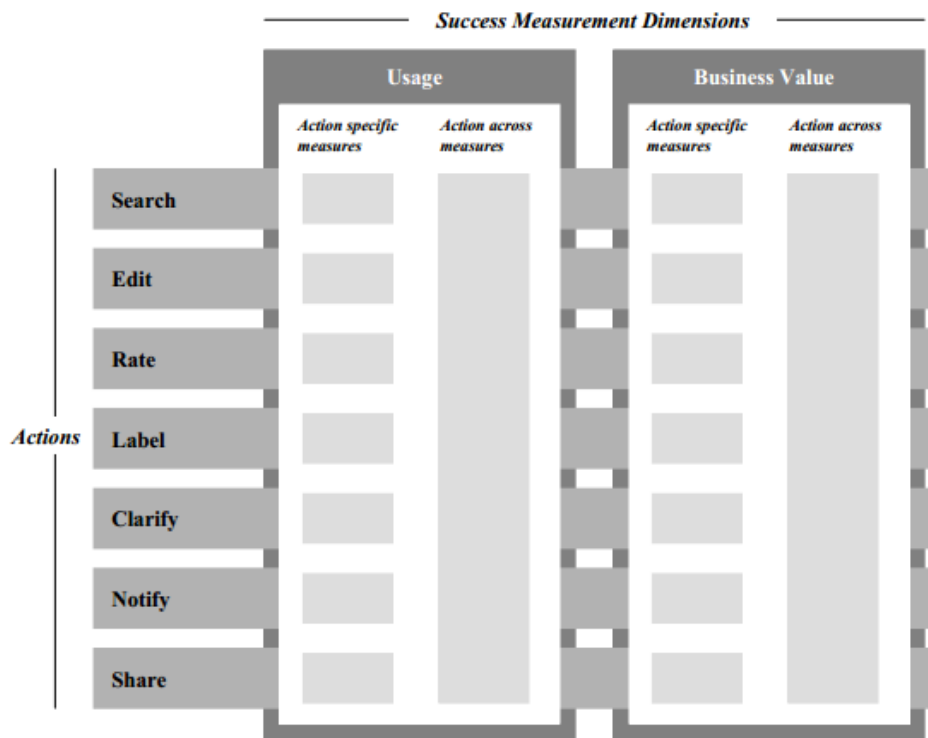 Success Measurement Dimensions
Usage
Business Value
Action specific
measures
Action across
measures
Action specific
measures
Action across
measures
Actions
Search
Edit
Rate
Label
Clarify
Notify
Share